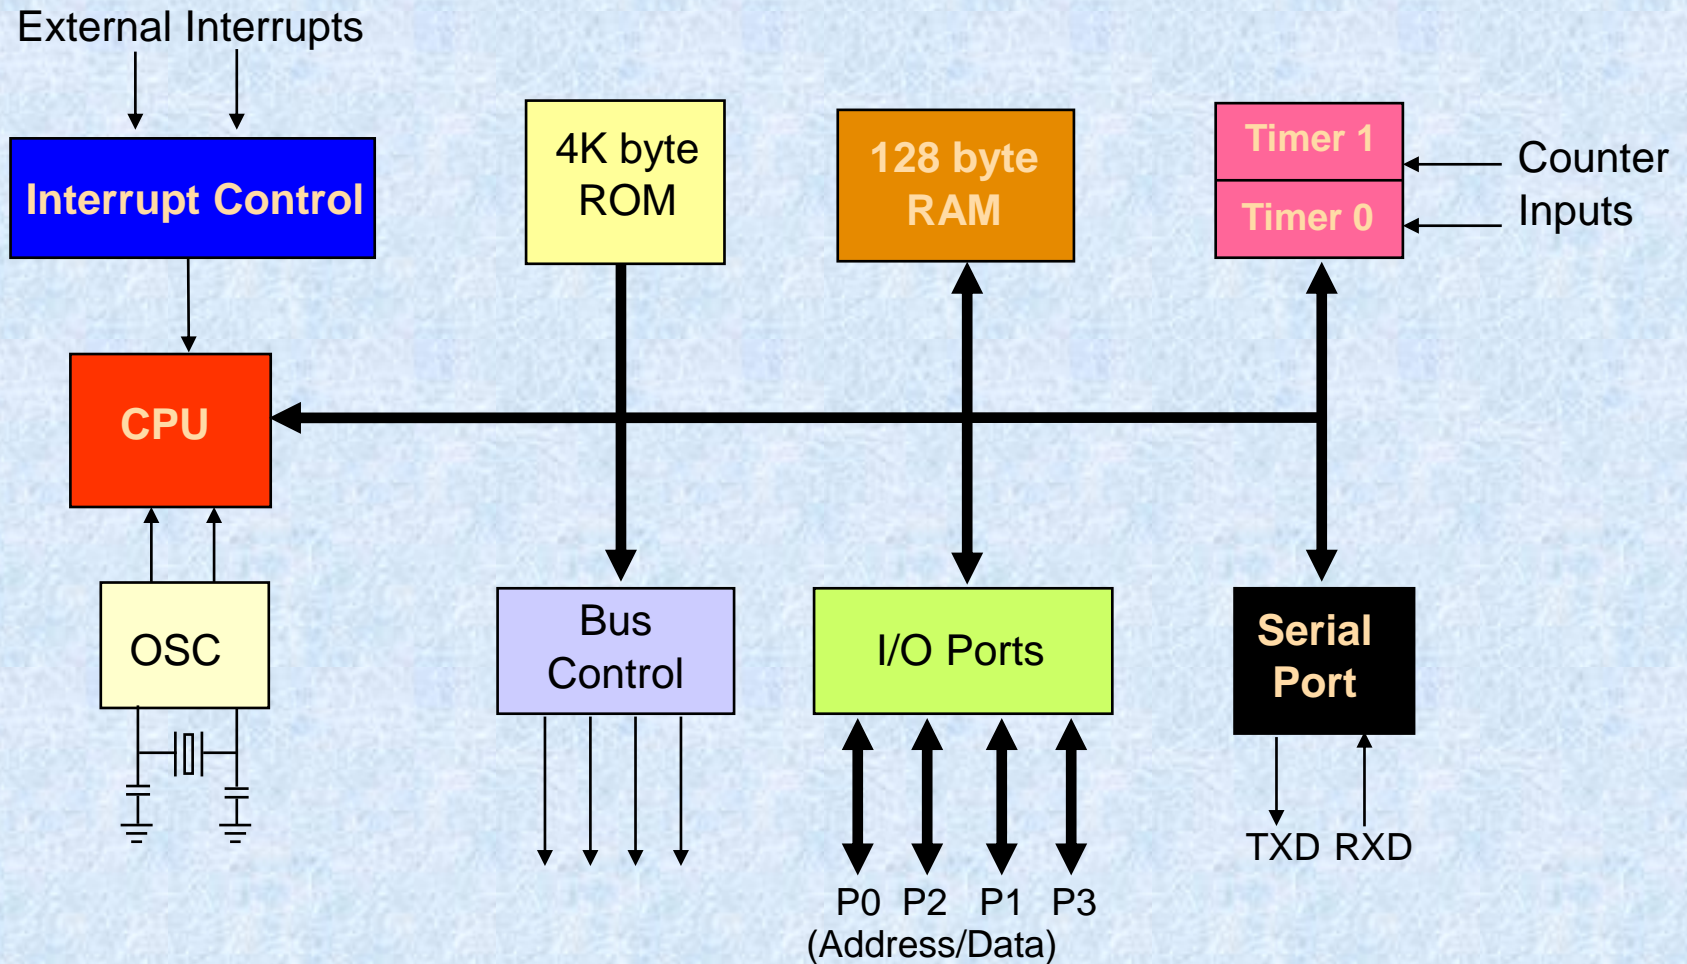 External Interrupts
Interrupt Control
4K byte
ROM
128 byte
RAM
Timer 1
Timer 0
Counter
Inputs
CPU
OSC
Bus
Control
I/O Ports
Serial
Port
TXD RXD
P0 P2 P1 P3
(Address/Data)